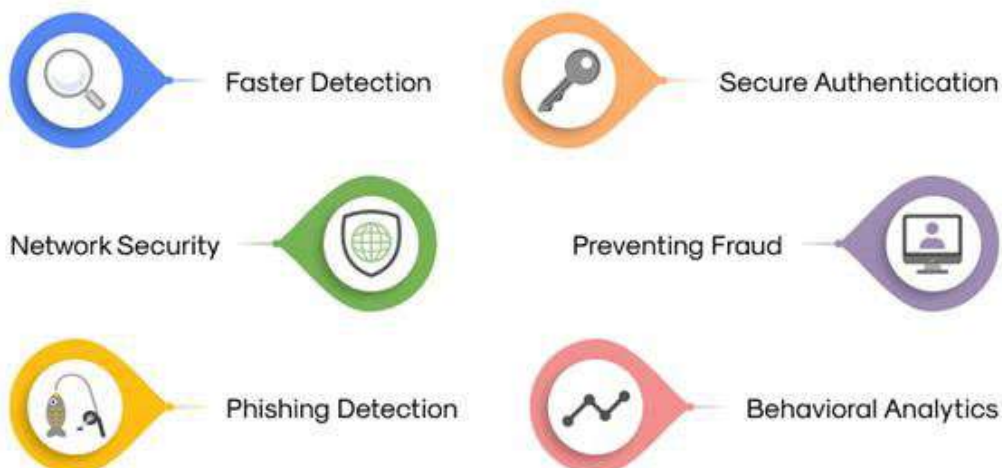 Faster Detection
Secure Authentication
Network Security
Preventing Fraud
Phishing Detection
Behavioral Analytics